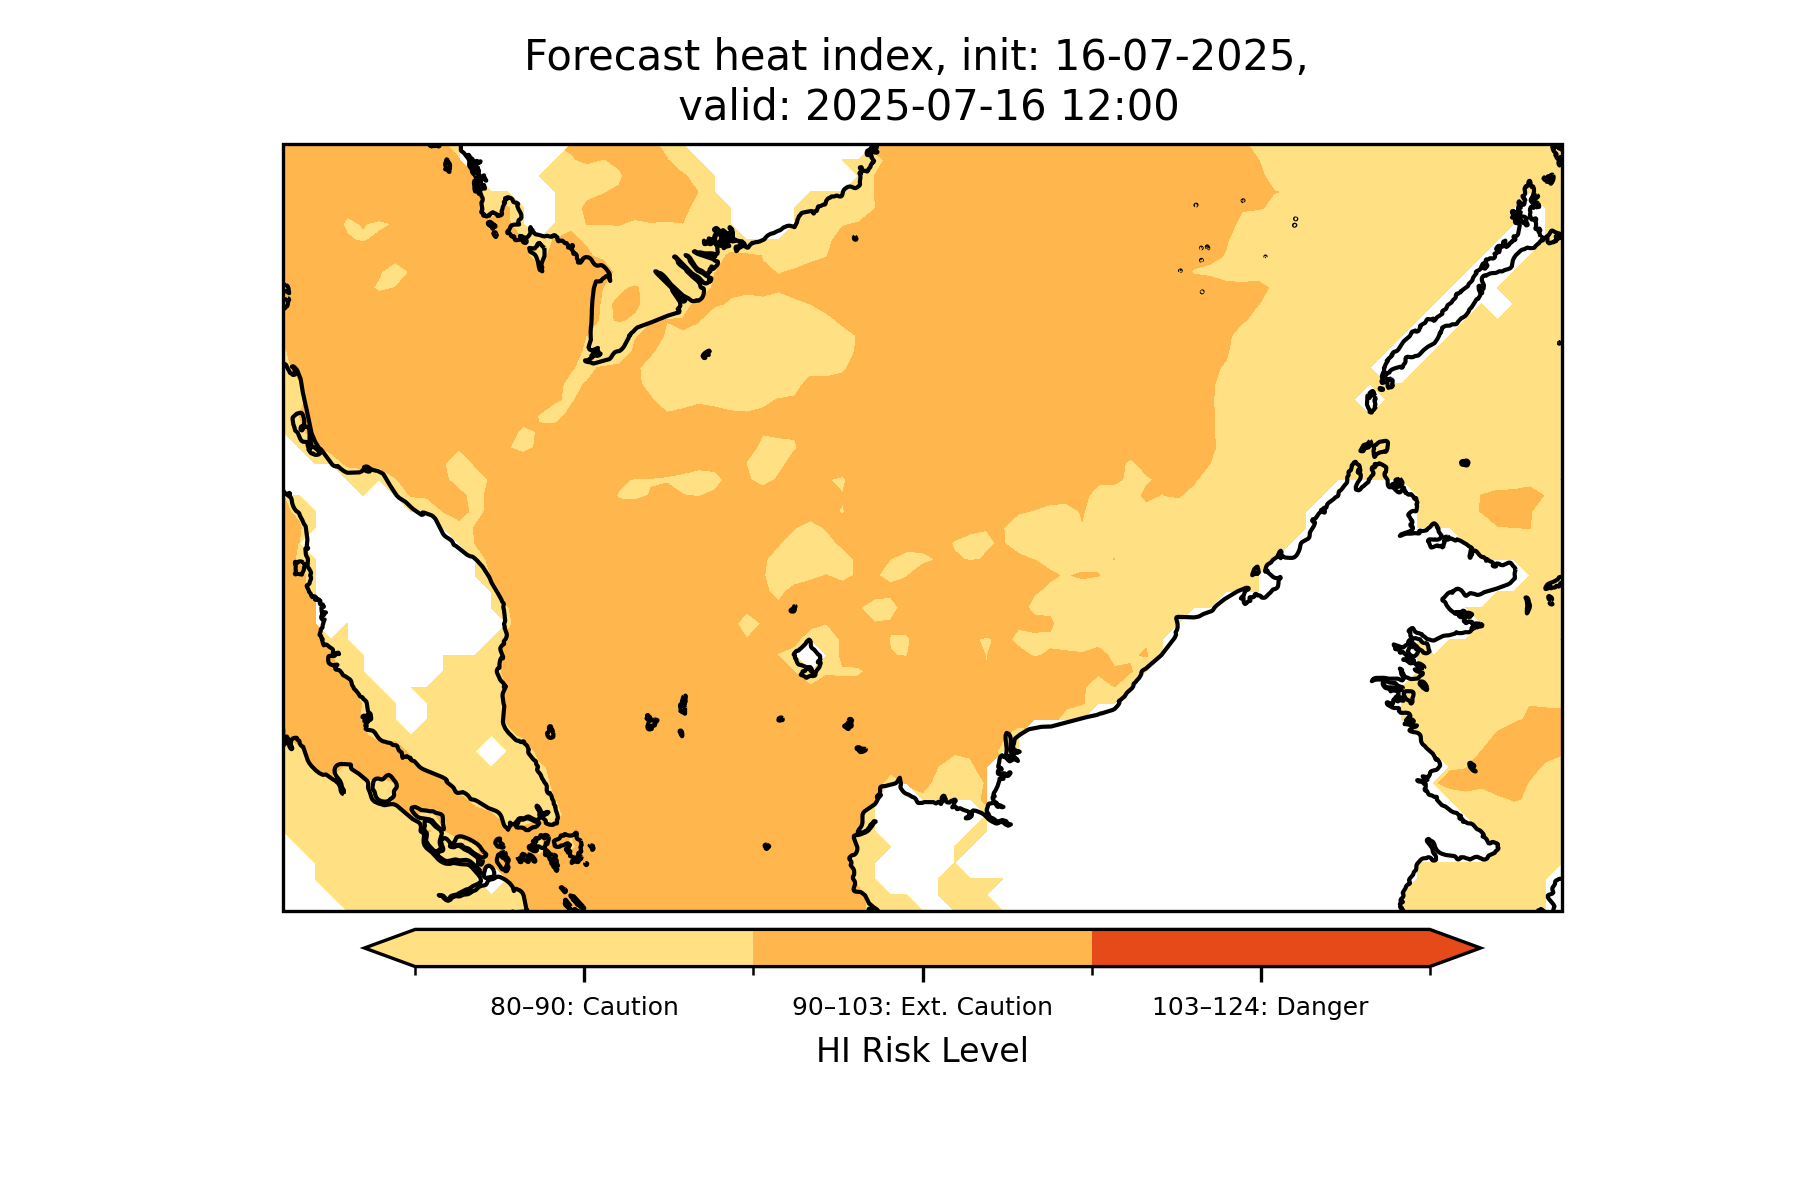 Forecast heat index, init: 16-07-2025,
valid: 2025-07-16 12:00
80–90: Caution
90–103: Ext. Caution
103–124: Danger
HI Risk Level